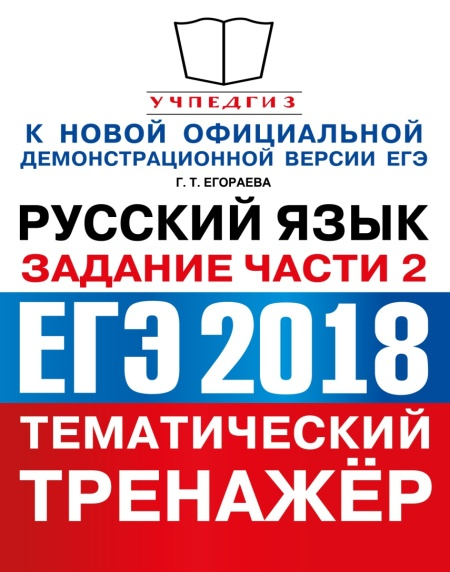 УЧПЕДГИЗ
К НОВОЙ ОФИЦИАЛЬНОЙ
ДЕМОНСТРАЦИОННОЙ ВЕРСИИ ЕГЭ
Г. Т. ЕГОРАЕВА
РУССКИЙ ЯЗЫК
ЗАДАНИЕ ЧАСТИ 2
ЕГЭ 2018
ТЕМАТИЧЕСКИЙ
ТРЕНАЖЁР